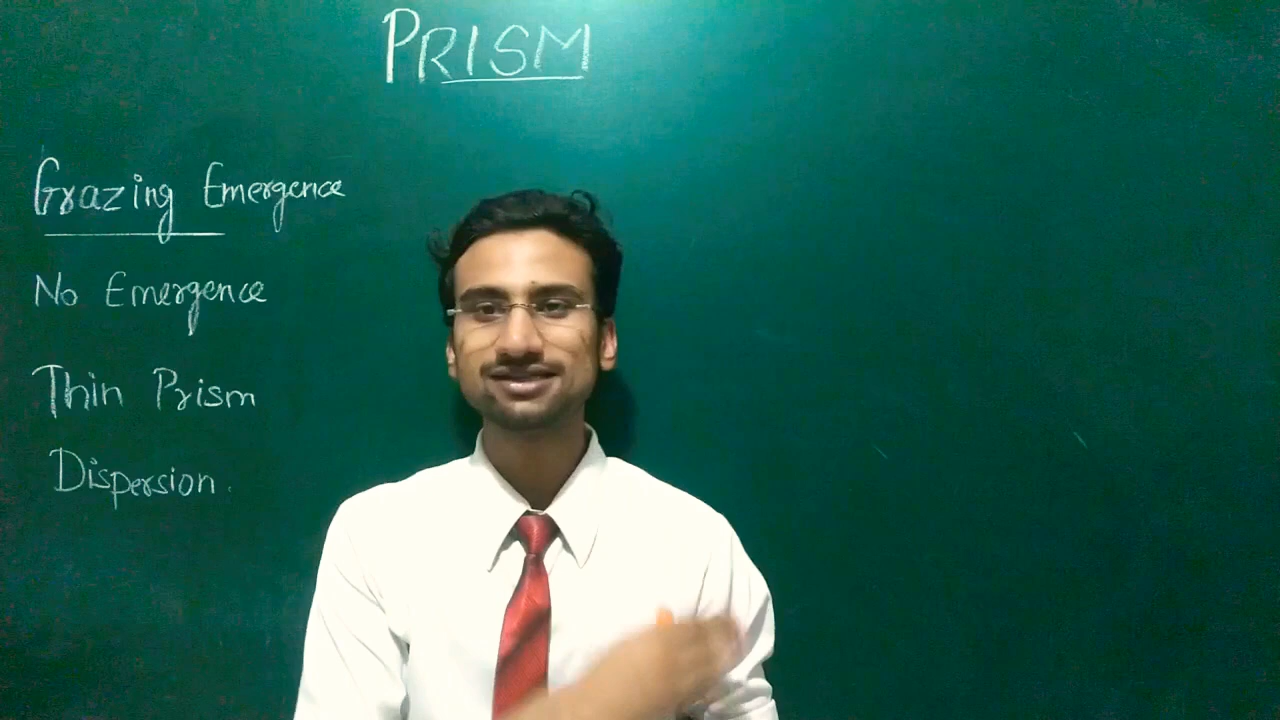 PRISM
Grazing Emergence
No Emergence
Thin Prism
Dispersion.